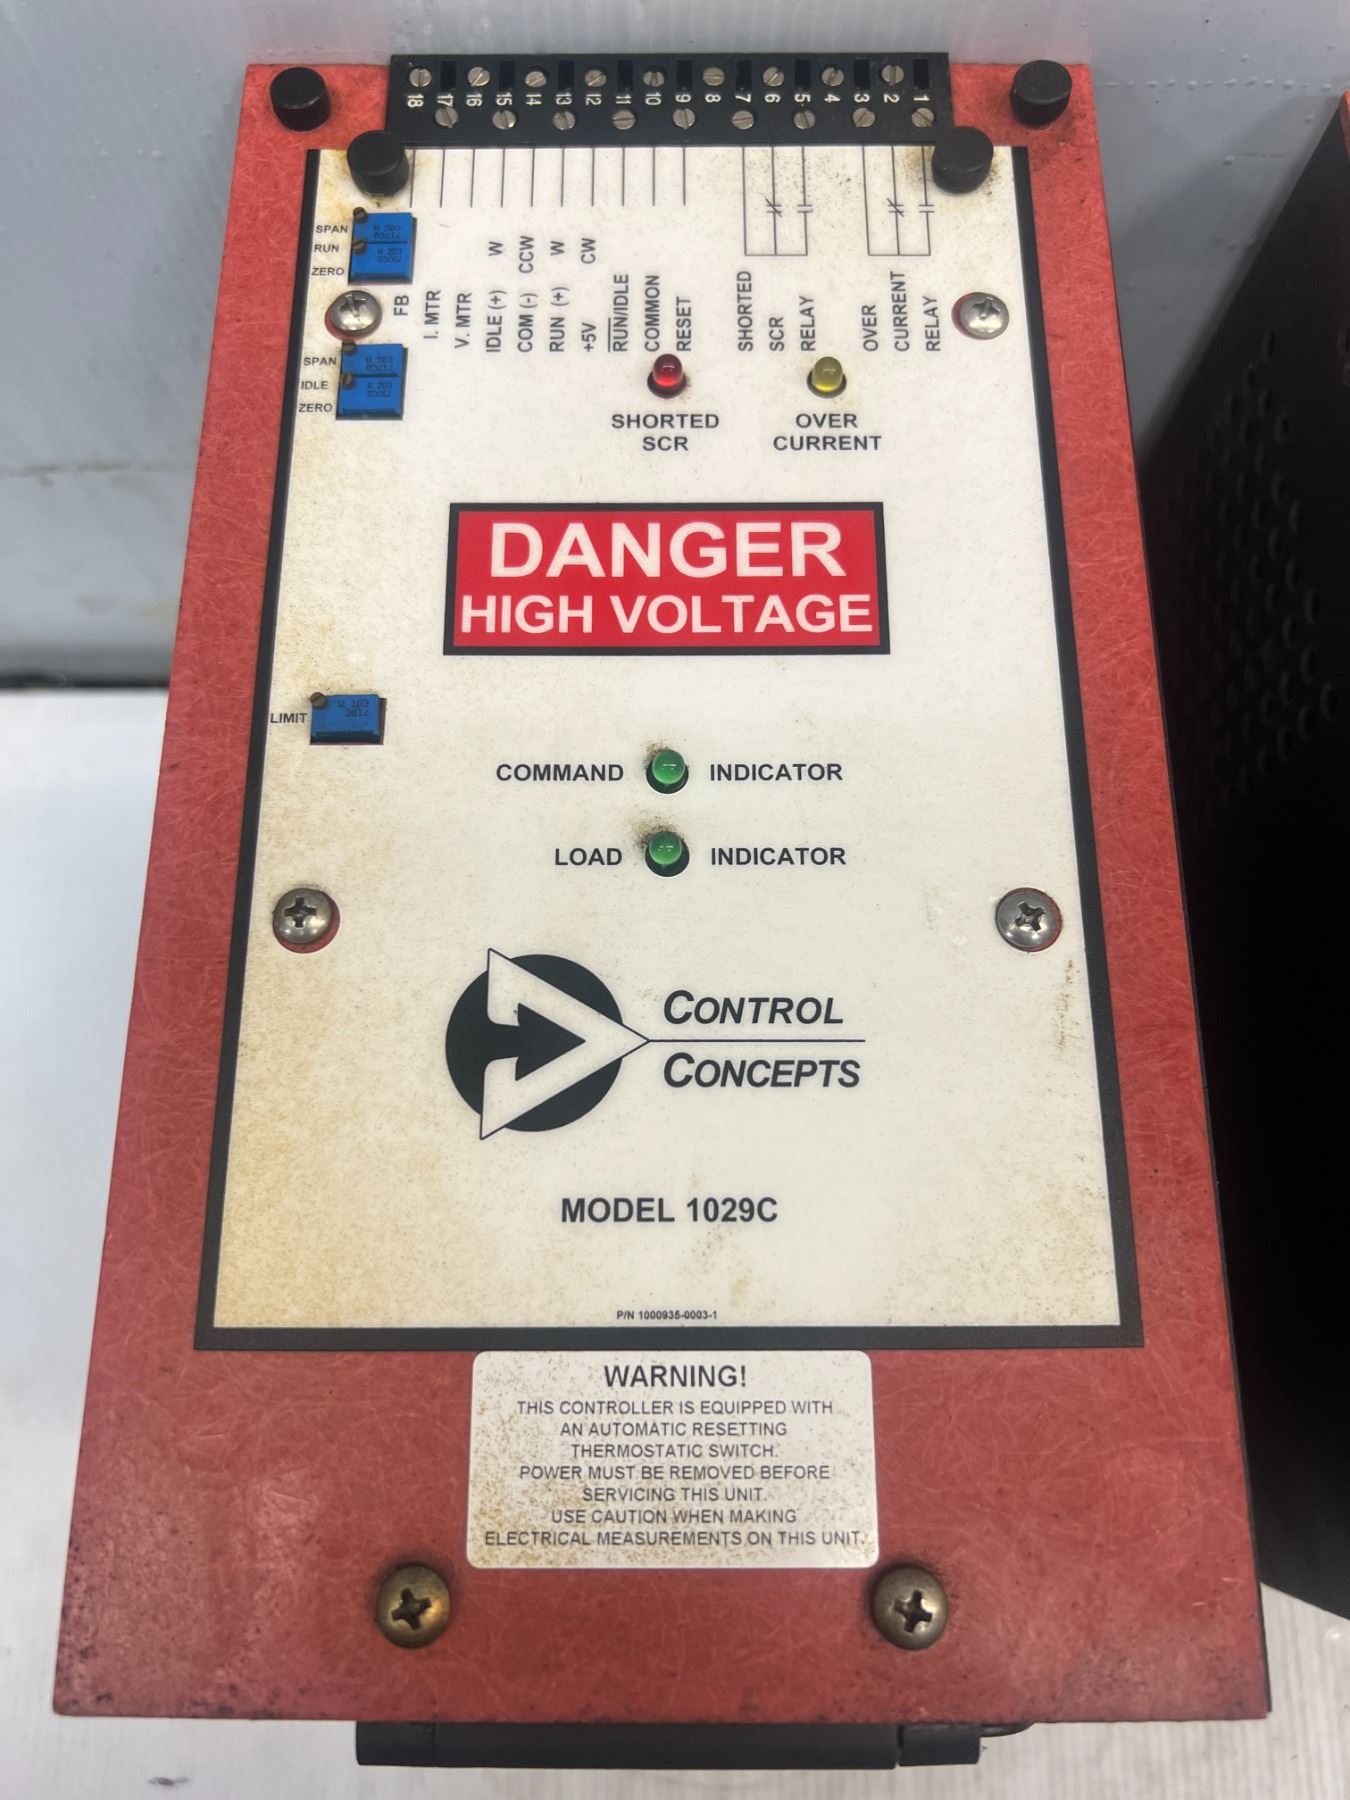 18 17 16 15 14 13 12 11 10 9 8 7 6 5 4 3 2 1
SPAN
RUN
ZERO
SPAN
IDLE
ZERO
FB
I. MTR
V. MTR
IDLE (+) W
COM (-) CCW
RUN (+) W
+5V CW
RUN/IDLE
COMMON
RESET
SHORTED
SCR
RELAY
OVER
CURRENT
RELAY
SHORTED
SCR
OVER
CURRENT
DANGER
HIGH VOLTAGE
LIMIT
COMMAND INDICATOR
LOAD INDICATOR
CONTROL
CONCEPTS
MODEL 1029C
P/N 1000935-0003-1
WARNING!
THIS CONTROLLER IS EQUIPPED WITH
AN AUTOMATIC RESETTING
THERMOSTATIC SWITCH.
POWER MUST BE REMOVED BEFORE
SERVICING THIS UNIT.
USE CAUTION WHEN MAKING
ELECTRICAL MEASUREMENTS ON THIS UNIT.